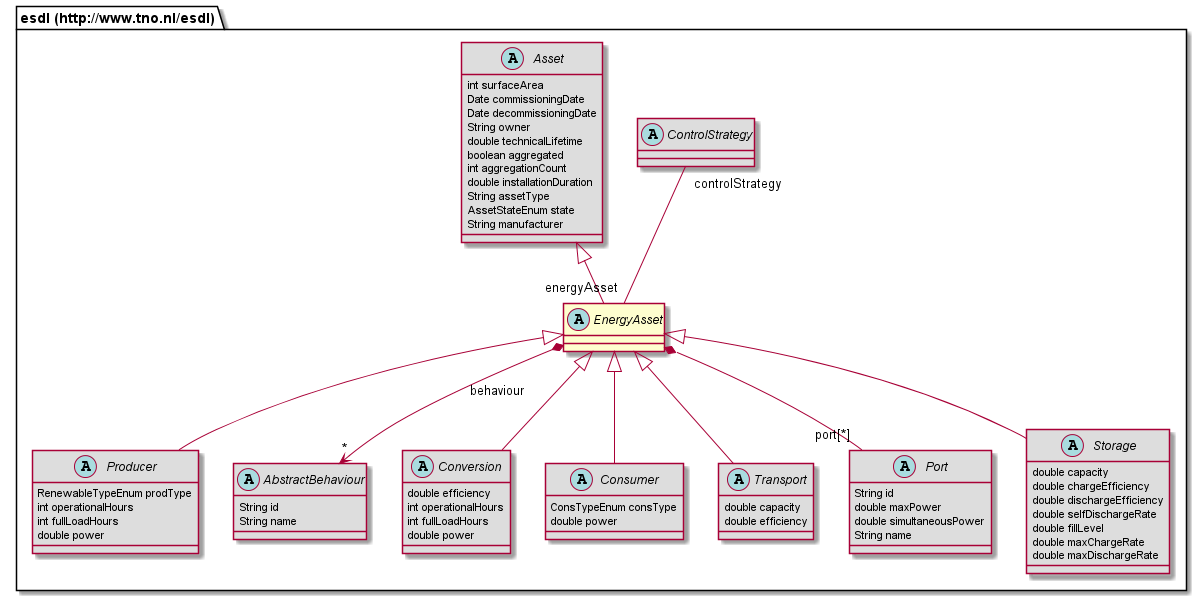 esdl (http://www.tno.nl/esdl)
A Asset
int surfaceArea
Date commissioningDate
Date decommissioningDate
String owner
double technicalLifetime
boolean aggregated
int aggregationCount
double installationDuration
String assetType
AssetStateEnum state
String manufacturer
A ControlStrategy
controlStrategy
energyAsset
A EnergyAsset
behaviour
*
port[*]
A Producer
RenewableTypeEnum prodType
int operationalHours
int fullLoadHours
double power
A AbstractBehaviour
String id
String name
A Conversion
double efficiency
int operationalHours
int fullLoadHours
double power
A Consumer
ConsTypeEnum consType
double power
A Transport
double capacity
double efficiency
A Port
String id
double maxPower
double simultaneousPower
String name
A Storage
double capacity
double chargeEfficiency
double dischargeEfficiency
double selfDischargeRate
double fillLevel
double maxChargeRate
double maxDischargeRate